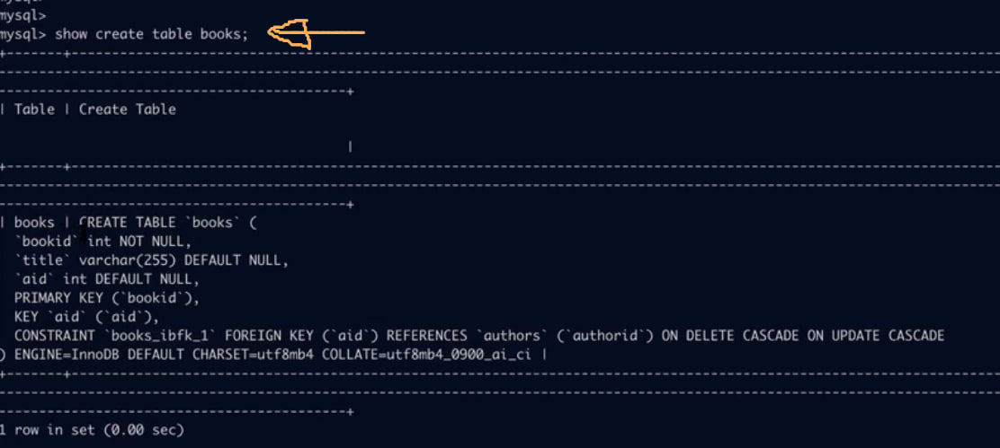 mysql>
mysql> show create table books;
| Table | Create Table
|
| books | CREATE TABLE `books` (
`bookid` int NOT NULL,
`title` varchar(255) DEFAULT NULL,
`aid` int DEFAULT NULL,
PRIMARY KEY (`bookid`),
KEY `aid` (`aid`),
CONSTRAINT `books_ibfk_1` FOREIGN KEY (`aid`) REFERENCES `authors` (`authorid`) ON DELETE CASCADE ON UPDATE CASCADE
) ENGINE=InnoDB DEFAULT CHARSET=utf8mb4 COLLATE=utf8mb4_0900_ai_ci |
1 row in set (0.00 sec)